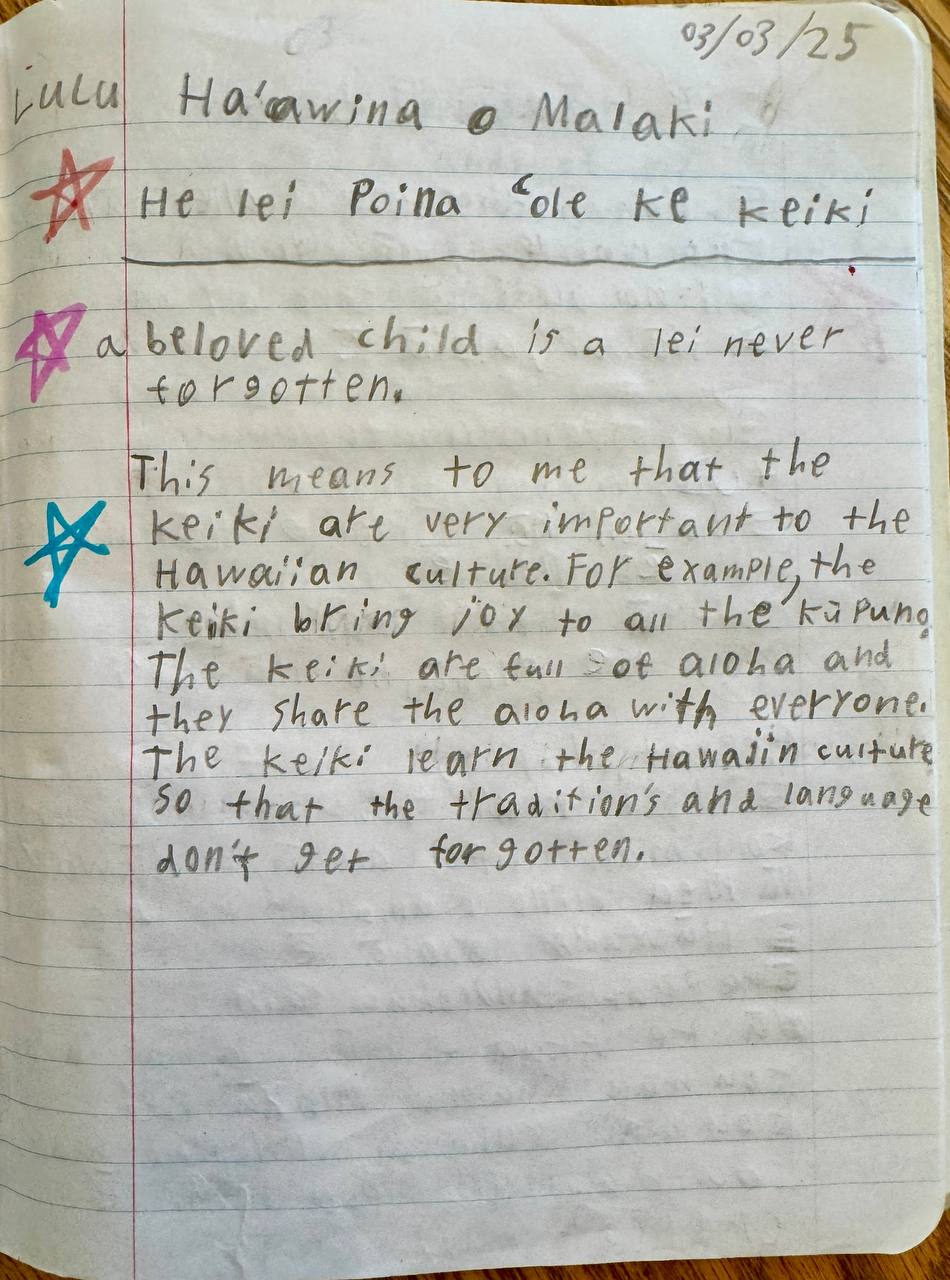 03/03/25
Lulu Ha'awina o Malaki
He lei Poina ʻole ke keiki
a beloved child is a lei never
forgotten.
This means to me that the
keiki are very important to the
Hawaiian culture. For example, the
keiki bring joy to all the kūpuna.
The keiki are full of aloha and
they share the aloha with everyone.
The keiki learn the Hawaiin culture
so that the tradition's and language
don't get forgotten.